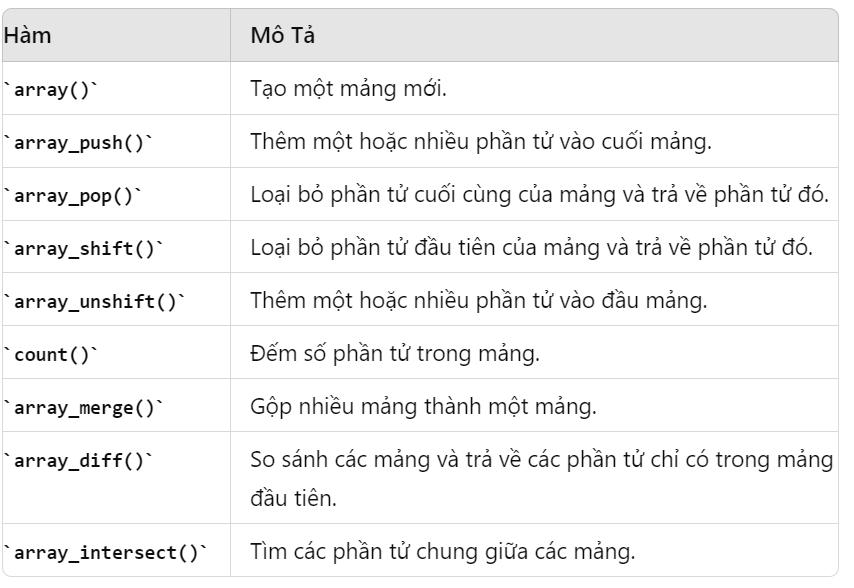 Hàm Mô Tả
`array()` Tạo một mảng mới.
`array_push()` Thêm một hoặc nhiều phần tử vào cuối mảng.
`array_pop()` Loại bỏ phần tử cuối cùng của mảng và trả về phần tử đó.
`array_shift()` Loại bỏ phần tử đầu tiên của mảng và trả về phần tử đó.
`array_unshift()` Thêm một hoặc nhiều phần tử vào đầu mảng.
`count()` Đếm số phần tử trong mảng.
`array_merge()` Gộp nhiều mảng thành một mảng.
`array_diff()` So sánh các mảng và trả về các phần tử chỉ có trong mảng
đầu tiên.
`array_intersect()` Tìm các phần tử chung giữa các mảng.